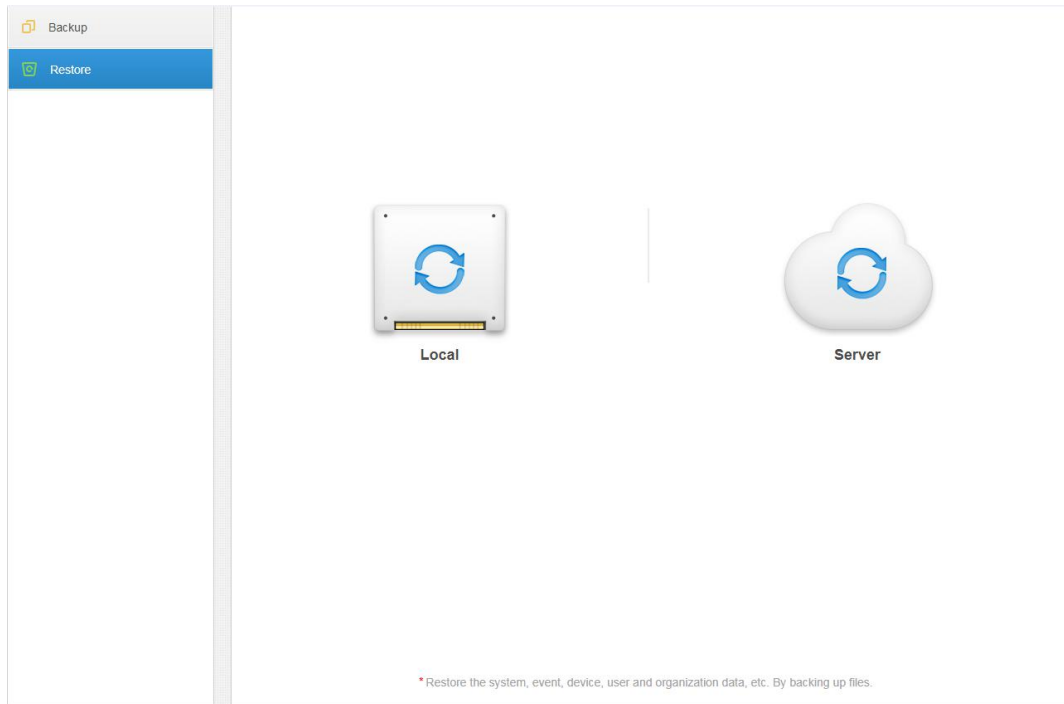 Backup
Restore
Local
Server
*Restore the system, event, device, user and organization data, etc. By backing up files.